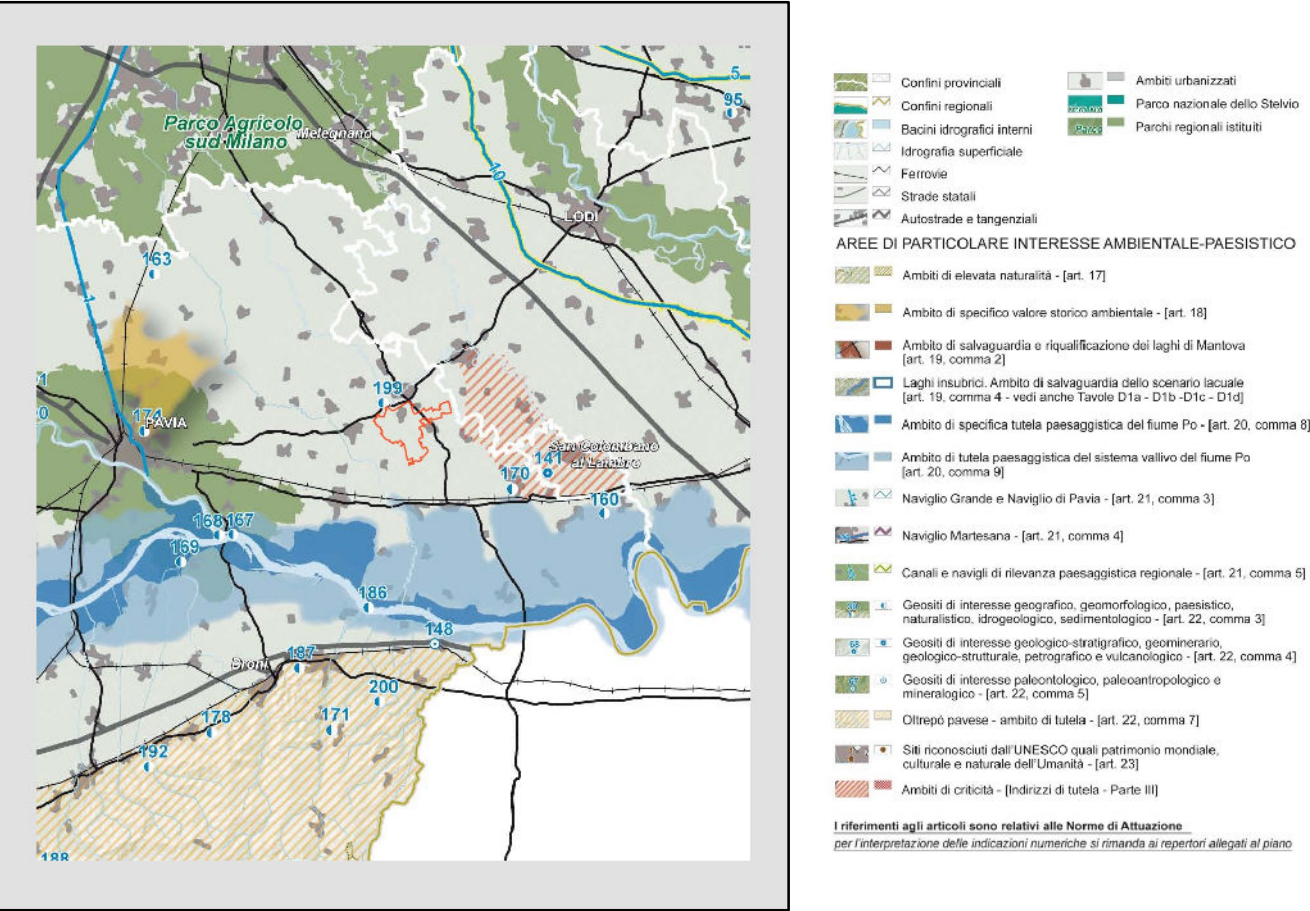 5
95
Parco Agricolo
sud Milano
Melegnano
10
LODI
163
1
199
174
PAVIA
San Colombano
al Lambro
141
170
160
168
167
169
186
148
Broni
187
200
178
171
192
188
Confini provinciali
Confini regionali
Bacini idrografici interni
Idrografia superficiale
Ferrovie
Strade statali
Autostrade e tangenziali
Ambiti urbanizzati
Parco nazionale dello Stelvio
Parchi regionali istituiti
AREE DI PARTICOLARE INTERESSE AMBIENTALE-PAESISTICO
Ambiti di elevata naturalità - [art. 17]
Ambito di specifico valore storico ambientale - [art. 18]
Ambito di salvaguardia e riqualificazione dei laghi di Mantova
[art. 19, comma 2]
Laghi insubrici. Ambito di salvaguardia dello scenario lacuale
[art. 19, comma 4 - vedi anche Tavole D1a - D1b -D1c - D1d]
Ambito di specifica tutela paesaggistica del fiume Po - [art. 20, comma 8]
Ambito di tutela paesaggistica del sistema vallivo del fiume Po
[art. 20, comma 9]
Naviglio Grande e Naviglio di Pavia - [art. 21, comma 3]
Naviglio Martesana - [art. 21, comma 4]
Canali e navigli di rilevanza paesaggistica regionale - [art. 21, comma 5]
Geositi di interesse geografico, geomorfologico, paesistico,
naturalistico, idrogeologico, sedimentologico - [art. 22, comma 3]
Geositi di interesse geologico-stratigrafico, geominerario,
geologico-strutturale, petrografico e vulcanologico - [art. 22, comma 4]
Geositi di interesse paleontologico, paleoantropologico e
mineralogico - [art. 22, comma 5]
Oltrepò pavese - ambito di tutela - [art. 22, comma 7]
Siti riconosciuti dall'UNESCO quali patrimonio mondiale,
culturale e naturale dell'Umanità - [art. 23]
Ambiti di criticità - [Indirizzi di tutela - Parte III]
I riferimenti agli articoli sono relativi alle Norme di Attuazione
per l'interpretazione delle indicazioni numeriche si rimanda ai repertori allegati al piano